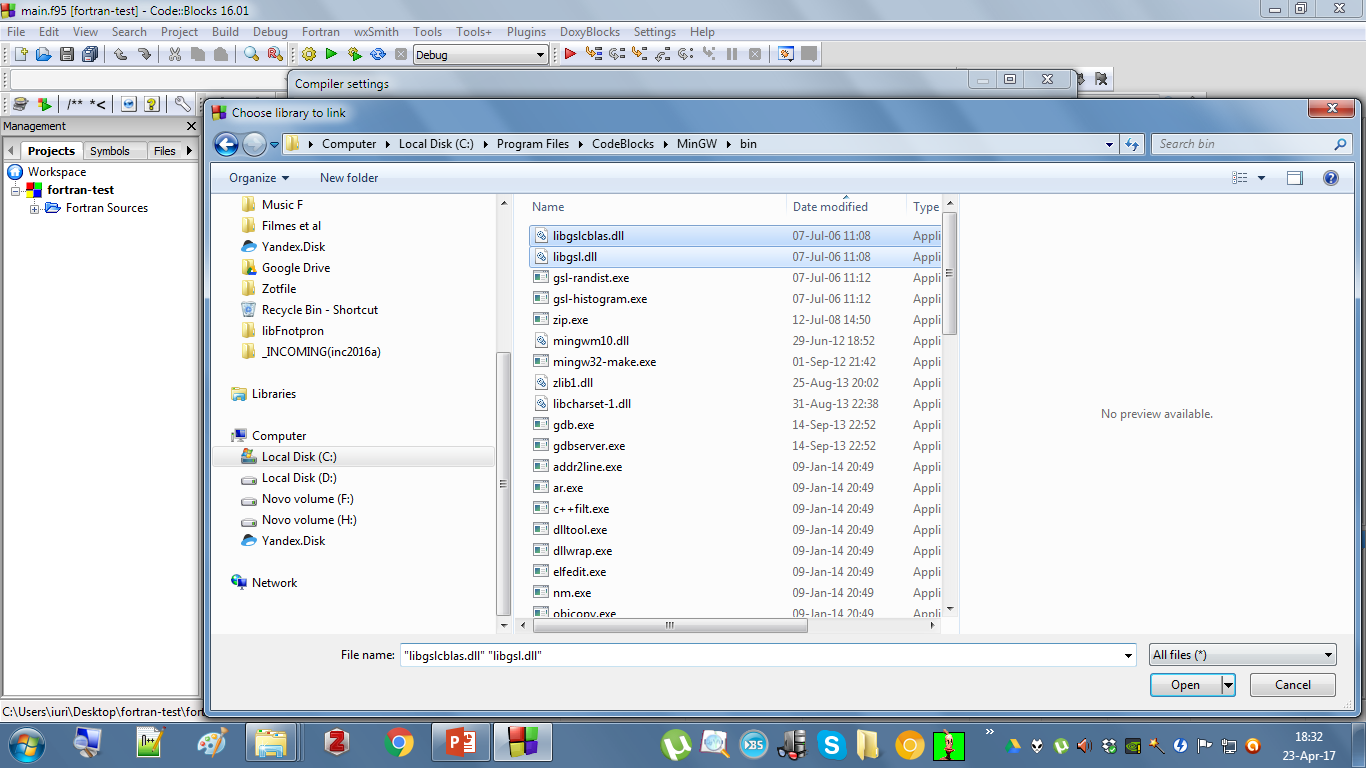 main.f95 [fortran-test] - Code::Blocks 16.01
File Edit View Search Project Build Debug Fortran wxSmith Tools Tools+ Plugins DoxyBlocks Settings Help
Debug
Compiler settings
/** *<
Management
Choose library to link
Projects Symbols Files
Computer Local Disk (C:) Program Files CodeBlocks MinGW bin
Search bin
Workspace
fortran-test
Fortran Sources
Organize New folder
Music F
Filmes et al
Yandex.Disk
Google Drive
Zotfile
Recycle Bin - Shortcut
libFnotpron
_INCOMING(inc2016a)
Libraries
Computer
Local Disk (C:)
Local Disk (D:)
Novo volume (F:)
Novo volume (H:)
Yandex.Disk
Network
Name Date modified Type
libgslcblas.dll 07-Jul-06 11:08 Appli
libgsl.dll 07-Jul-06 11:08 Appli
gsl-randist.exe 07-Jul-06 11:12 Appli
gsl-histogram.exe 07-Jul-06 11:12 Appli
zip.exe 12-Jul-08 14:50 Appli
mingwm10.dll 29-Jun-12 18:52 Appli
mingw32-make.exe 01-Sep-12 21:42 Appli
zlib1.dll 25-Aug-13 20:02 Appli
libcharset-1.dll 31-Aug-13 22:38 Appli
gdb.exe 14-Sep-13 22:52 Appli
gdbserver.exe 14-Sep-13 22:52 Appli
addr2line.exe 09-Jan-14 20:49 Appli
ar.exe 09-Jan-14 20:49 Appli
c++filt.exe 09-Jan-14 20:49 Appli
dlltool.exe 09-Jan-14 20:49 Appli
dllwrap.exe 09-Jan-14 20:49 Appli
elfedit.exe 09-Jan-14 20:49 Appli
nm.exe 09-Jan-14 20:49 Appli
objcopy.exe 09-Jan-14 20:49 Appli
No preview available.
File name: "libgslcblas.dll" "libgsl.dll"
All files (*)
Open Cancel
C:\Users\iuri\Desktop\fortran-test\fort
18:32
23-Apr-17